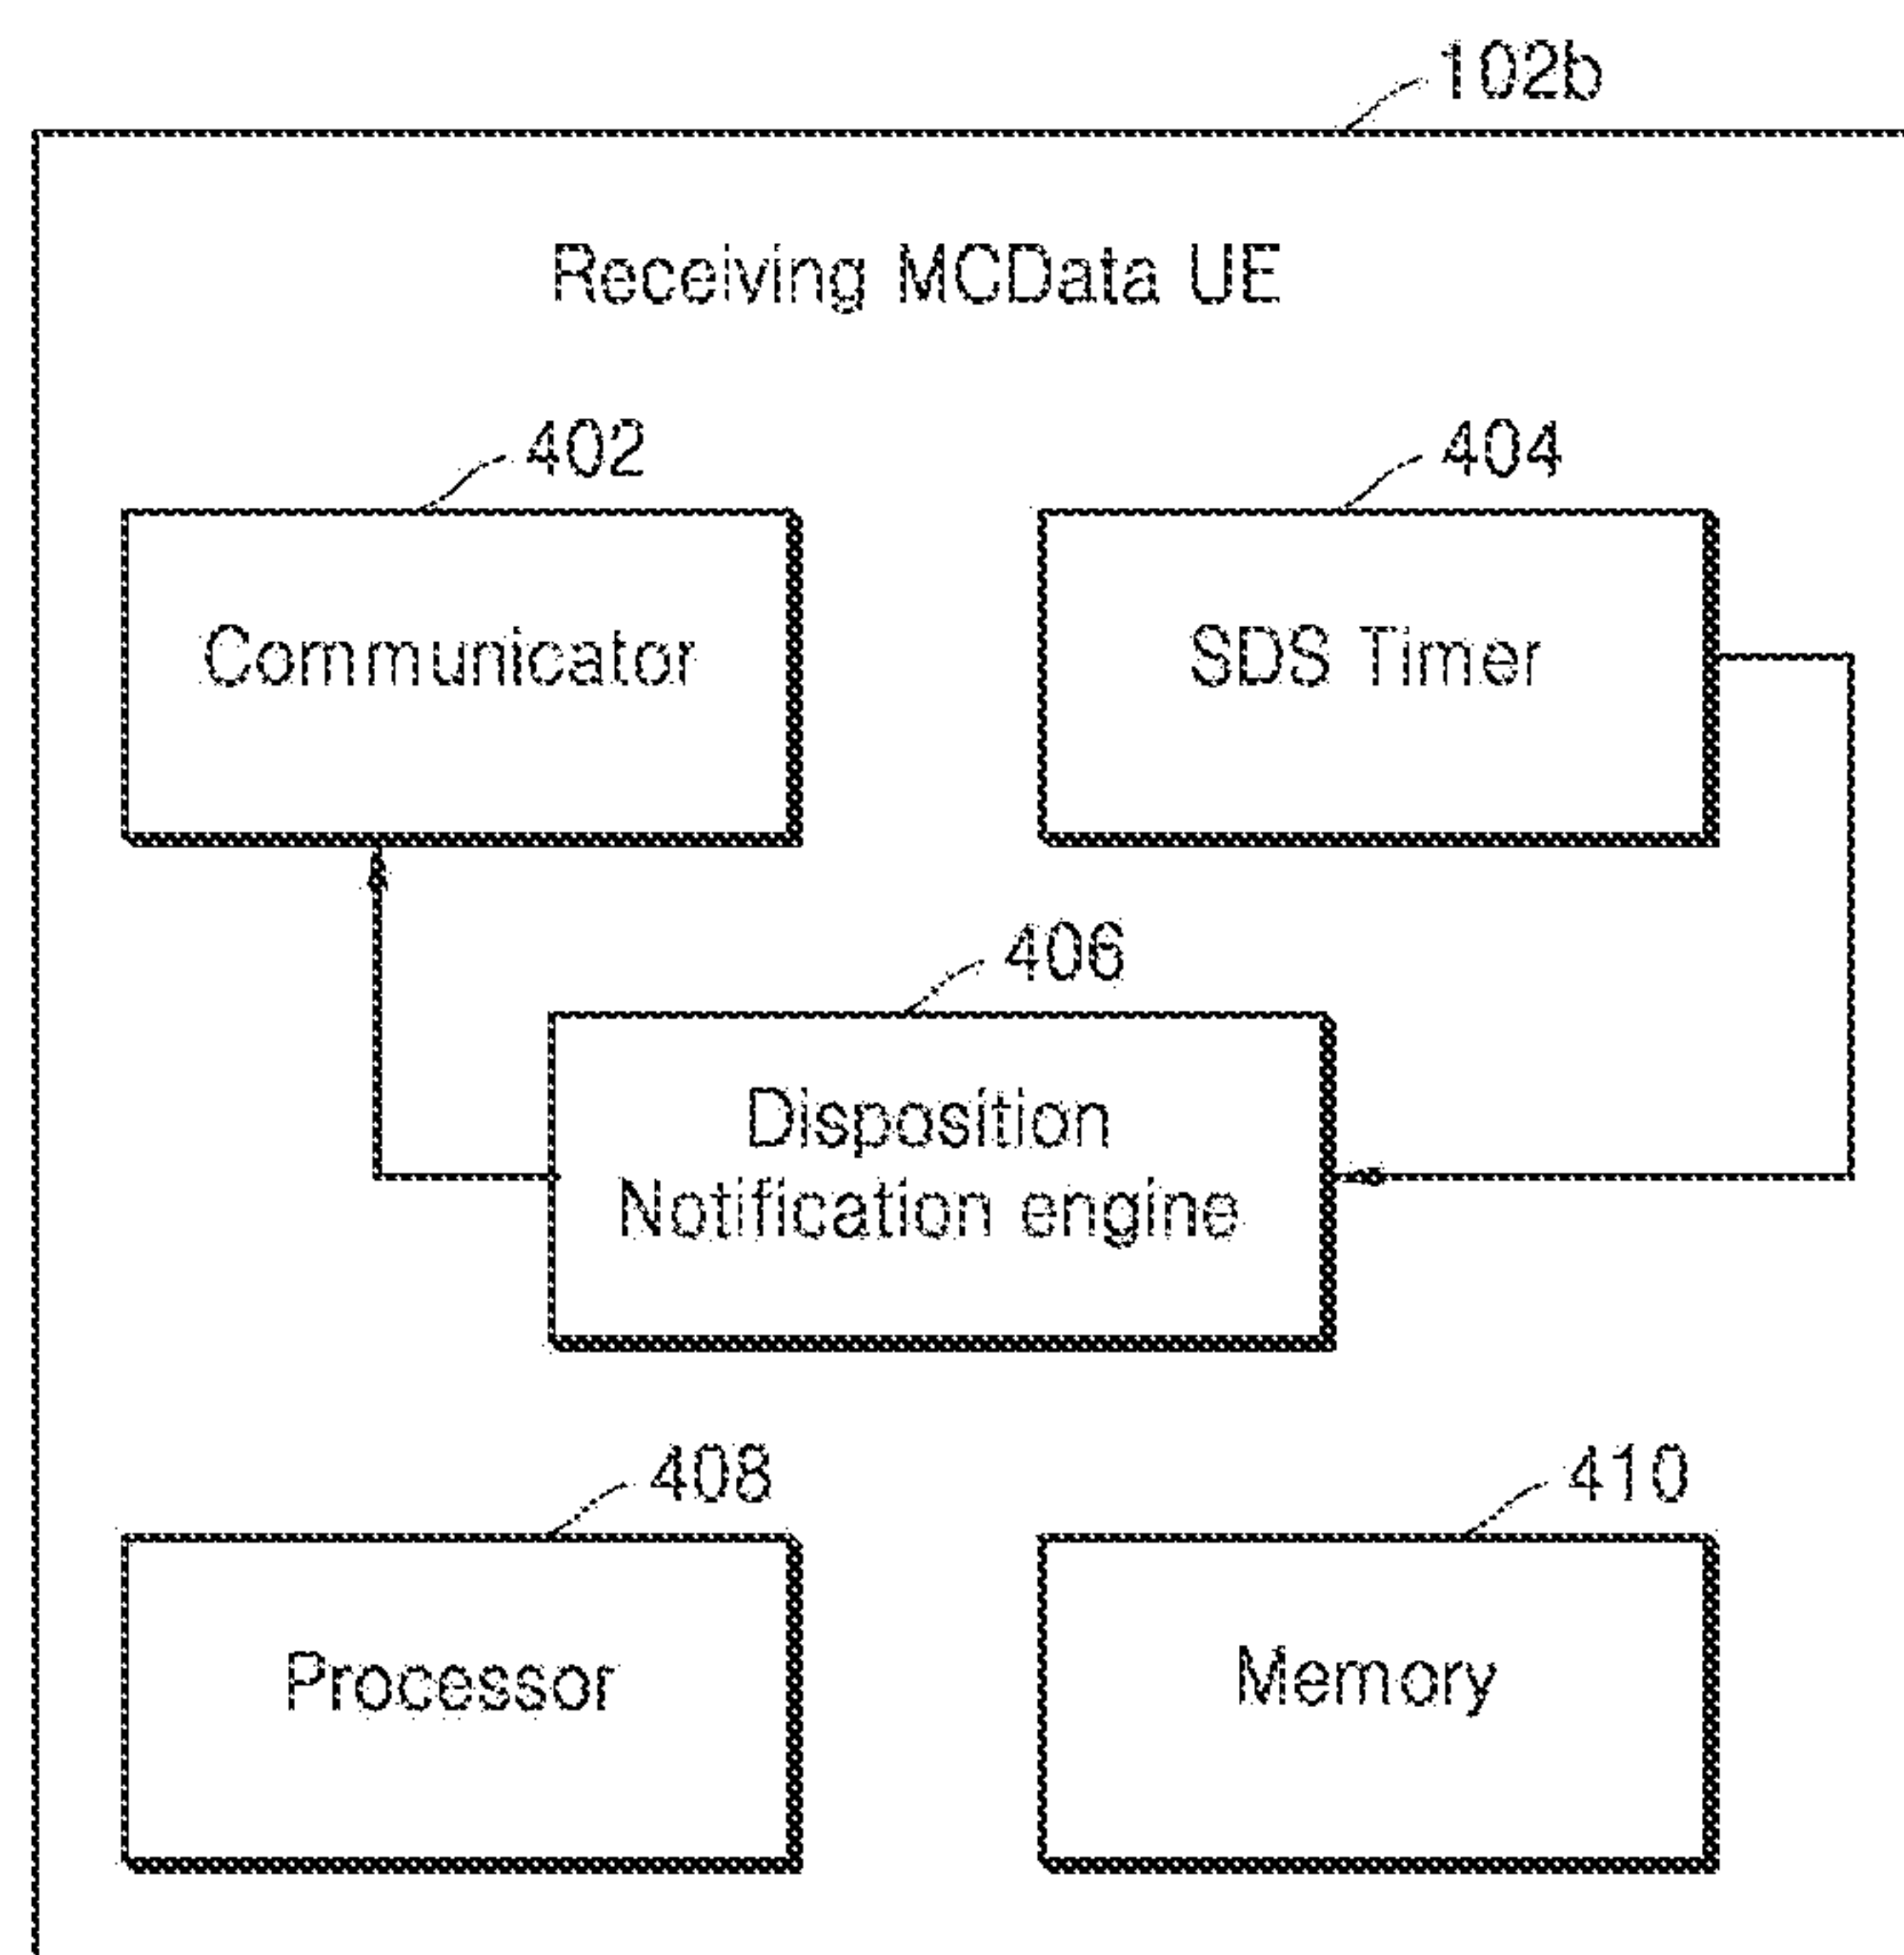 102b
Receiving MCData UE
402
404
Communicator
SDS Timer
406
Disposition
Notification engine
408
410
Processor
Memory